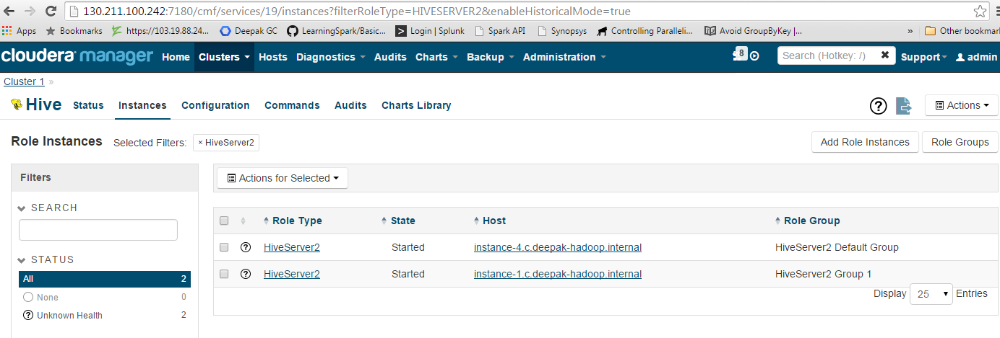 130.211.100.242:7180/cmf/services/19/instances?filterRoleType=HIVESERVER2&enableHistoricalMode=true
Apps Bookmarks https://103.19.88.24... Deepak GC LearningSpark/Basic... Login | Splunk Spark API Synopsys Controlling Paralleli... Avoid GroupByKey |... » Other bookmar
cloudera manager Home Clusters Hosts Diagnostics Audits Charts Backup Administration 8 Search (Hotkey: /) Support admin
Cluster 1 »
Hive Status Instances Configuration Commands Audits Charts Library ? Actions
Role Instances Selected Filters: × HiveServer2 Add Role Instances Role Groups
Filters
Actions for Selected
SEARCH
STATUS
All 2
None 0
? Unknown Health 2
Role Type State Host Role Group
? HiveServer2 Started instance-4.c.deepak-hadoop.internal HiveServer2 Default Group
? HiveServer2 Started instance-1.c.deepak-hadoop.internal HiveServer2 Group 1
Display 25 Entries